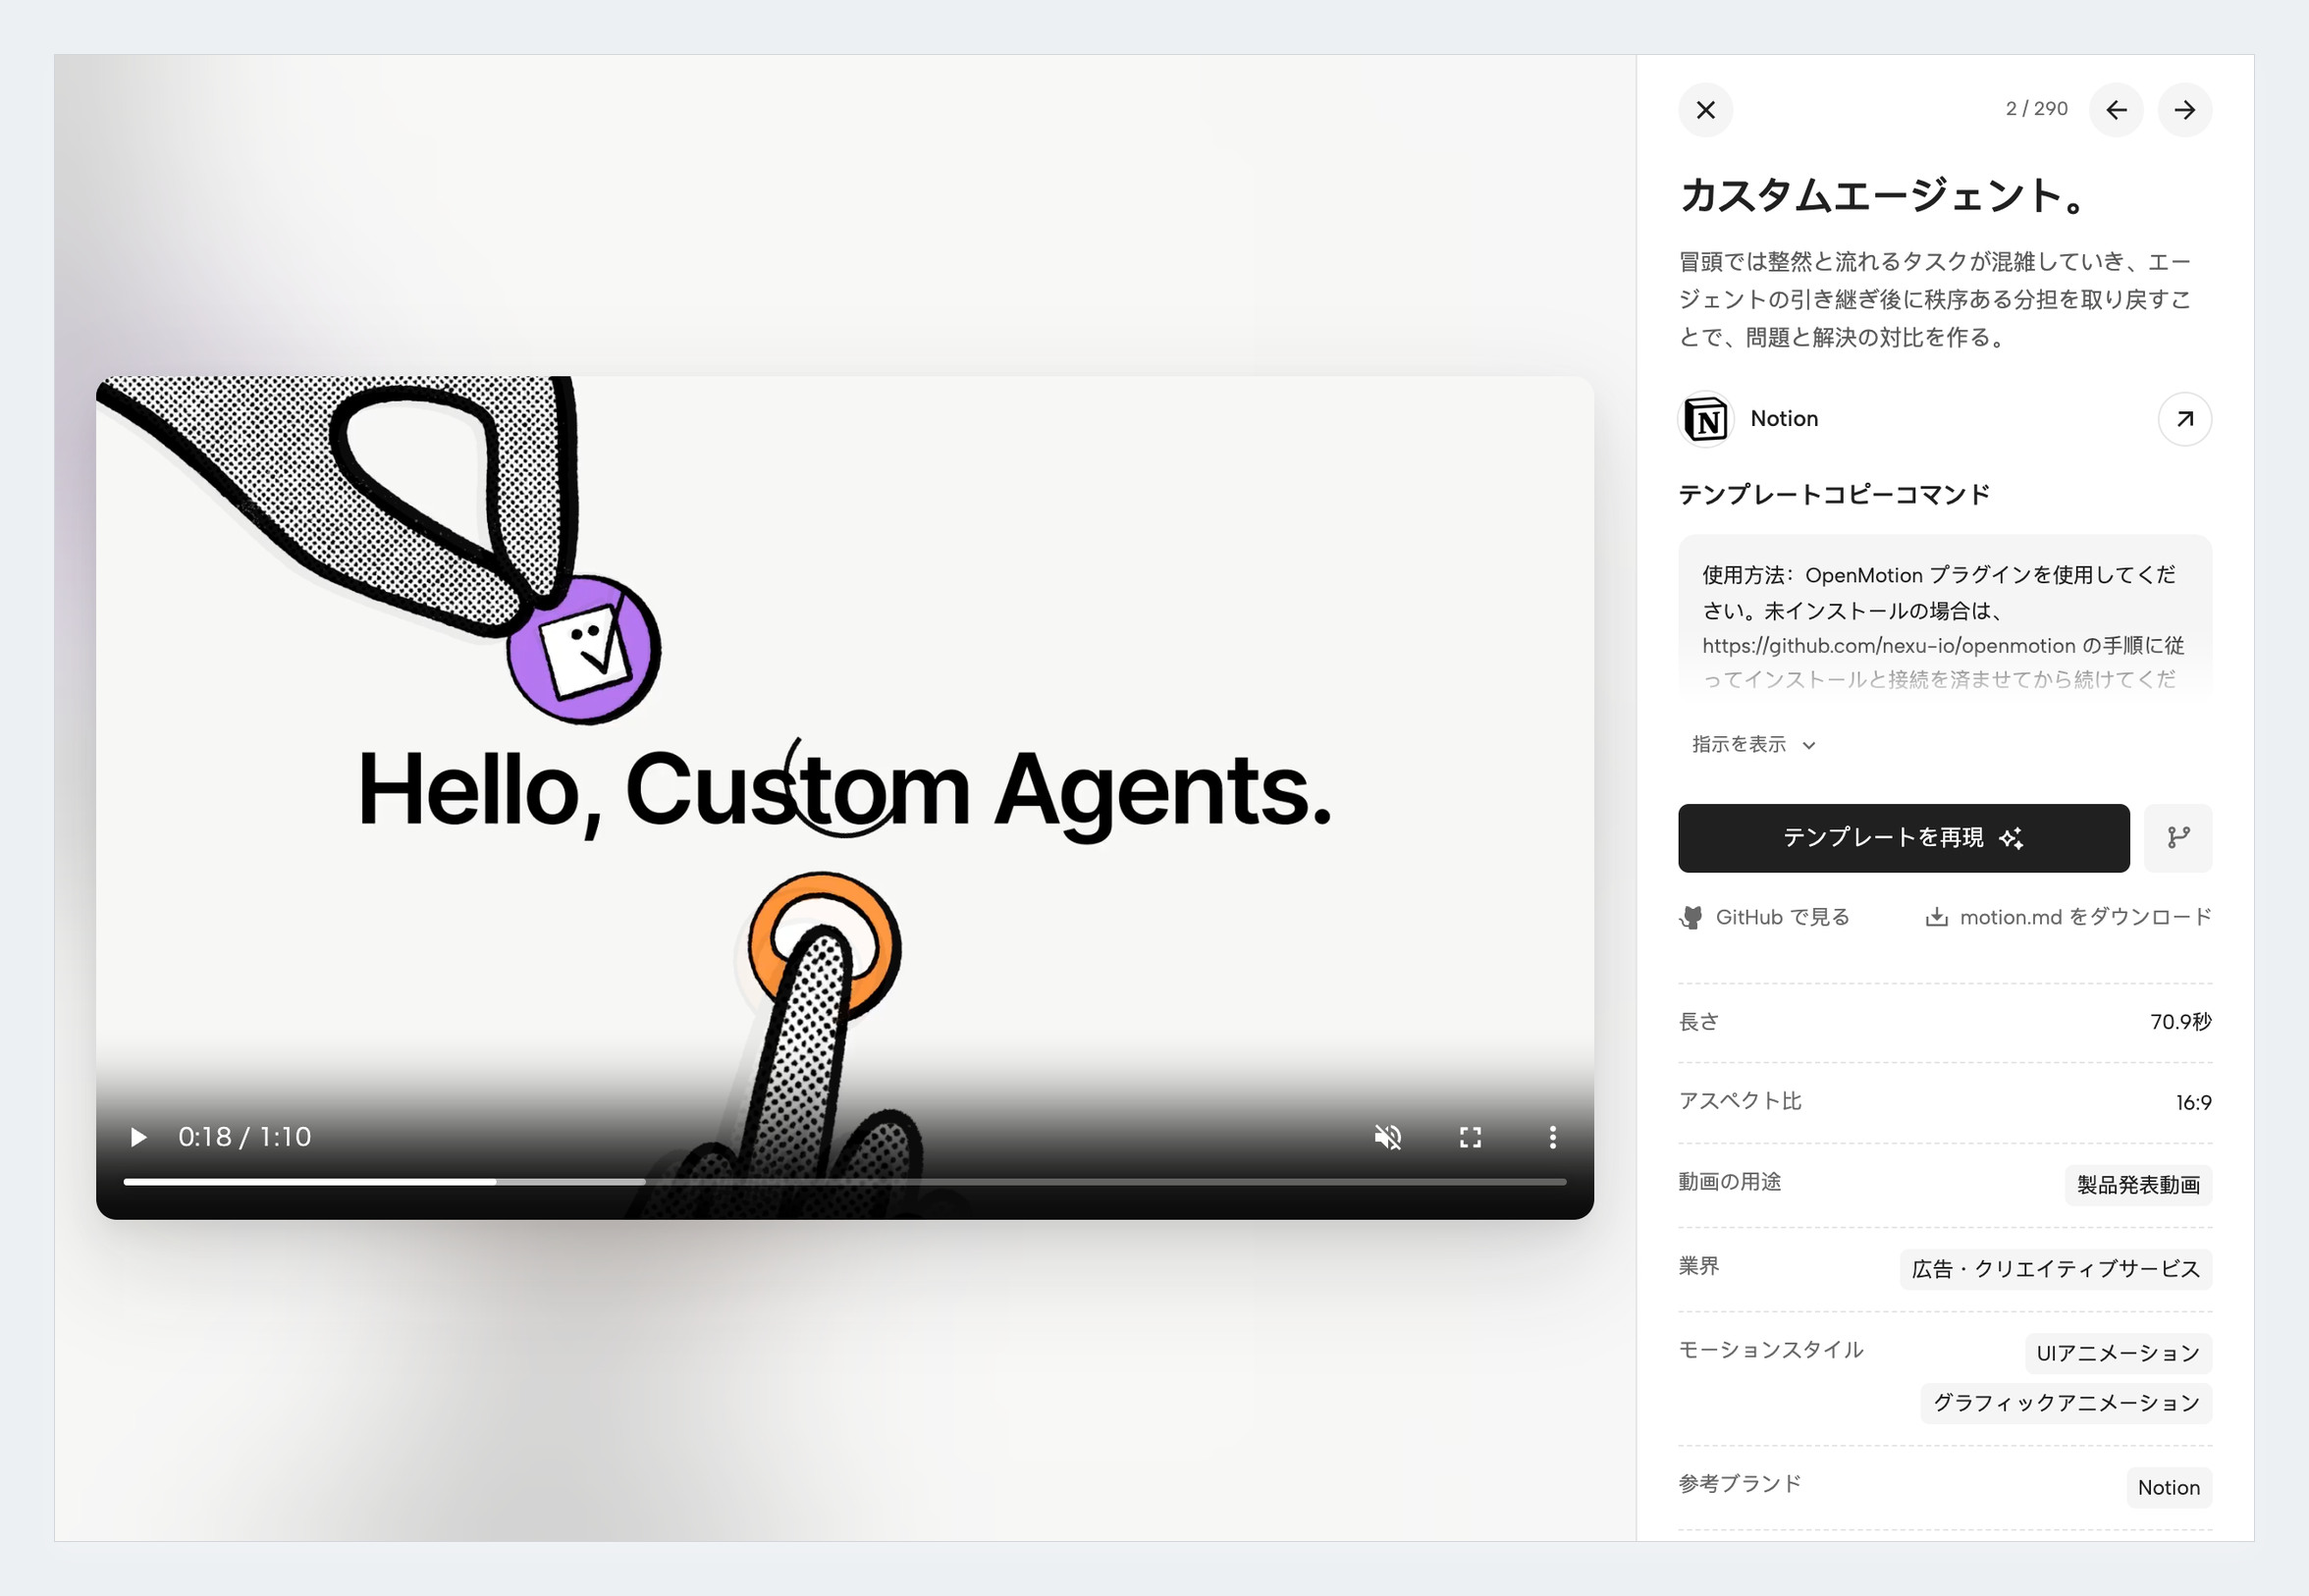 2 / 290
カスタムエージェント。
冒頭では整然と流れるタスクが混雑していき、エー
ジェントの引き継ぎ後に秩序ある分担を取り戻すこ
とで、問題と解決の対比を作る。
N
Notion
テンプレートコピーコマンド
使用方法：OpenMotion プラグインを使用してくだ
さい。未インストールの場合は、
https://github.com/nexu-io/openmotion の手順に従
ってインストールと接続を済ませてから続けてくだ
指示を表示
テンプレートを再現
GitHub で見る
motion.md をダウンロード
長さ
70.9秒
アスペクト比
16:9
動画の用途
製品発表動画
業界
広告・クリエイティブサービス
モーションスタイル
UIアニメーション
グラフィックアニメーション
参考ブランド
Notion
Hello, Custom Agents.
0:18 / 1:10